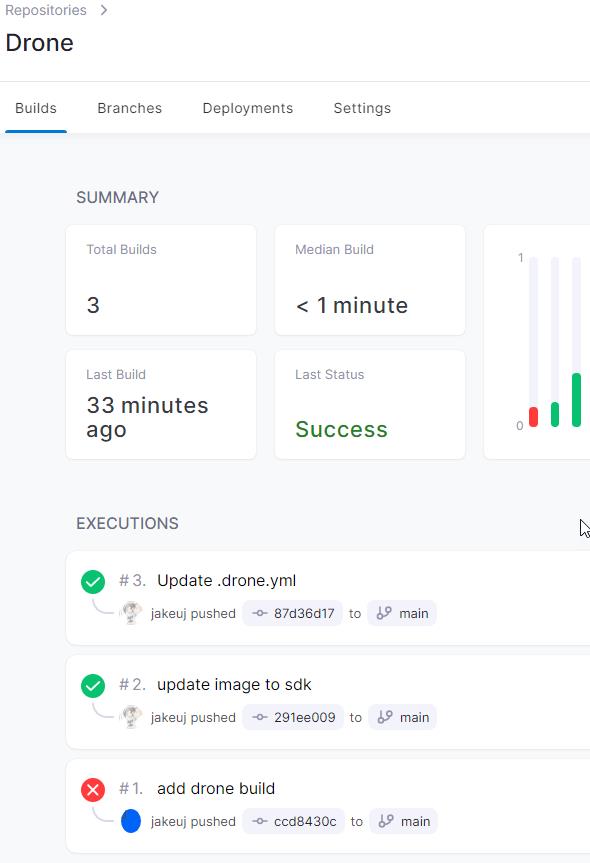 Repositories
Drone
Builds Branches Deployments Settings
SUMMARY
Total Builds
3
Median Build
< 1 minute
1
0
Last Build
33 minutes
ago
Last Status
Success
EXECUTIONS
#3. Update .drone.yml
jakeuj pushed 87d36d17 to main
#2. update image to sdk
jakeuj pushed 291ee009 to main
#1. add drone build
jakeuj pushed ccd8430c to main